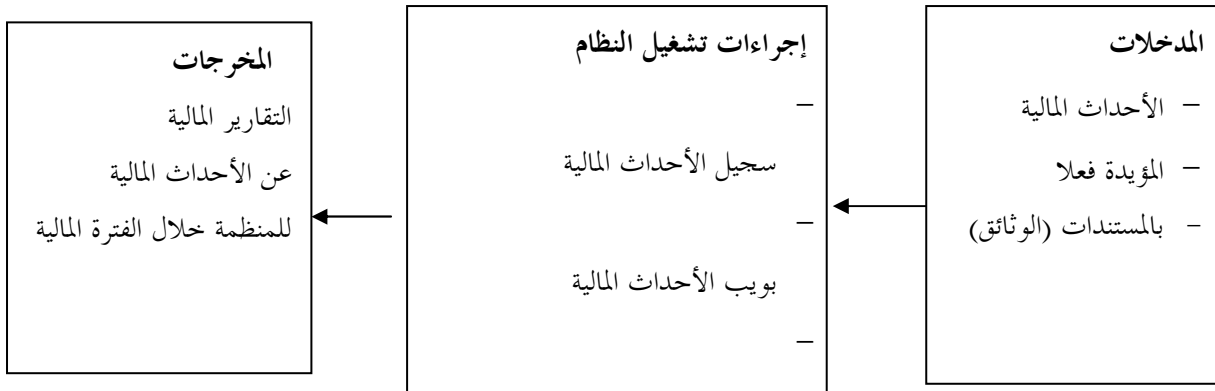 المدخلات
– الأحداث المالية
– المؤيدة فعلا
- بالمستندات (الوثائق)
إجراءات تشغيل النظام
–
سجيل الأحداث المالية
–
بويب الأحداث المالية
–
المخرجات
التقارير المالية
عن الأحداث المالية
للمنظمة خلال الفترة المالية